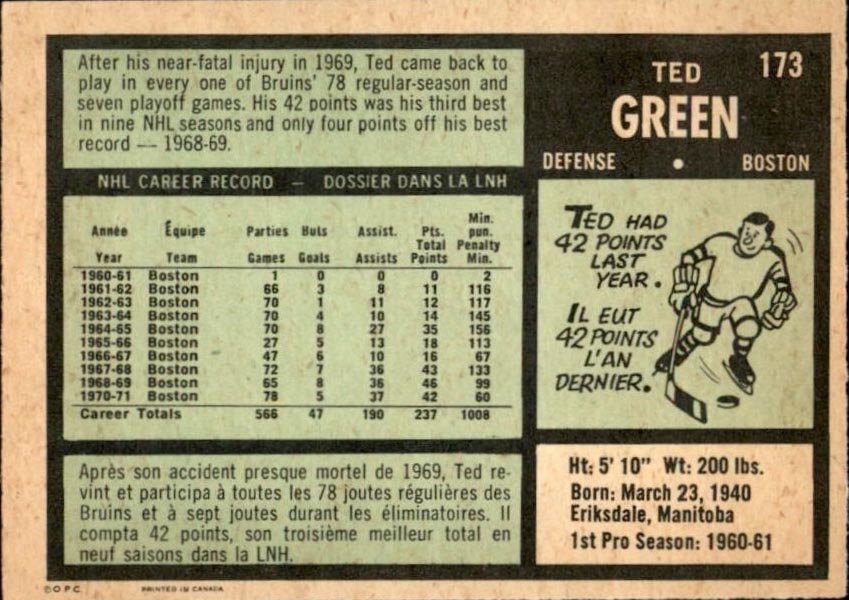 After his near-fatal injury in 1969, Ted came back to
play in every one of Bruins' 78 regular-season and
seven playoff games. His 42 points was his third best
in nine NHL seasons and only four points off his best
record — 1968-69.
NHL CAREER RECORD — DOSSIER DANS LA LNH
Année Équipe Parties Buts Assist. Pts. Total Min. pun. Penalty
Year Team Games Goals Assists Points Min.
1960-61 Boston 1 0 0 0 2
1961-62 Boston 66 3 8 11 116
1962-63 Boston 70 1 11 12 117
1963-64 Boston 70 4 10 14 145
1964-65 Boston 70 8 27 35 156
1965-66 Boston 27 5 13 18 113
1966-67 Boston 47 6 10 16 67
1967-68 Boston 72 7 36 43 133
1968-69 Boston 65 8 36 46 99
1970-71 Boston 78 5 37 42 60
Career Totals 566 47 190 237 1008
Après son accident presque mortel de 1969, Ted re-
vint et participa à toutes les 78 joutes régulières des
Bruins et à sept joutes durant les éliminatoires. Il
compta 42 points, son troisième meilleur total en
neuf saisons dans la LNH.
173
TED
GREEN
DEFENSE • BOSTON
TED HAD
42 POINTS
LAST
YEAR.
IL EUT
42 POINTS
L'AN
DERNIER.
Ht: 5' 10" Wt: 200 lbs.
Born: March 23, 1940
Eriksdale, Manitoba
1st Pro Season: 1960-61
© O.P.C. PRINTED IN CANADA